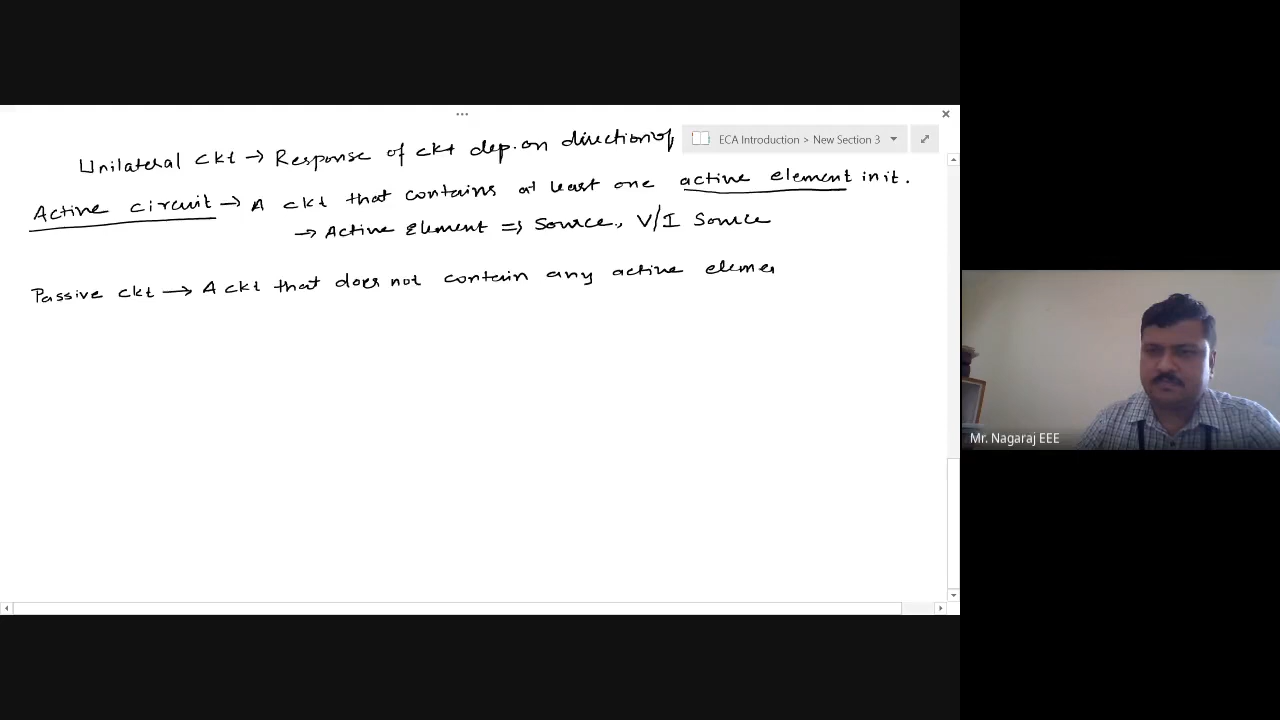 Unilateral ckt → Response of ckt dep. on direction of
ECA Introduction > New Section 3
Active circuit → A ckt that contains at least one active element in it.
→ Active Element ⇒ Source, V/I Source
Passive ckt → A ckt that does not contain any active elemen
Mr. Nagaraj EEE